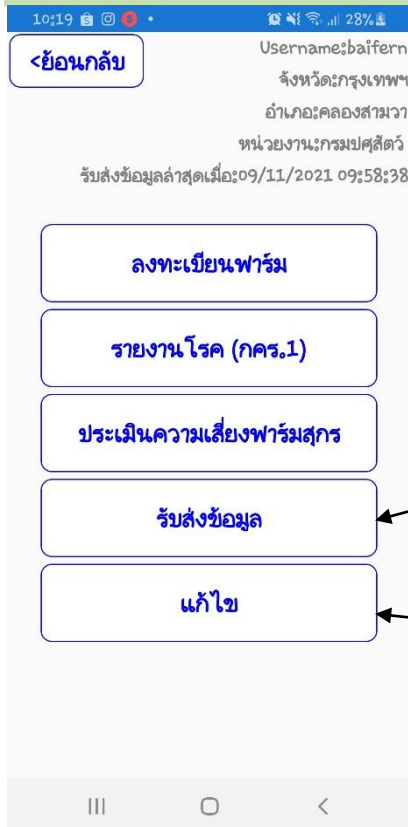 10:19
28%
<ย้อนกลับ
Username:baifern
จังหวัด:กรุงเทพฯ
อำเภอ:คลองสามวา
หน่วยงาน:กรมปศุสัตว์
รับส่งข้อมูลล่าสุดเมื่อ:09/11/2021 09:58:38
ลงทะเบียนฟาร์ม
รายงานโรค (กคร.1)
ประเมินความเสี่ยงฟาร์มสุกร
รับส่งข้อมูล
แก้ไข